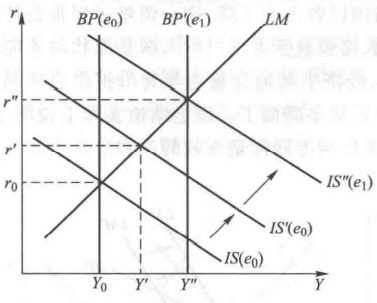 r
BP(e₀)
BP'(e₁)
LM
r''
r'
r₀
IS''(e₁)
IS'(e₀)
IS(e₀)
O
Y₀
Y'
Y''
Y